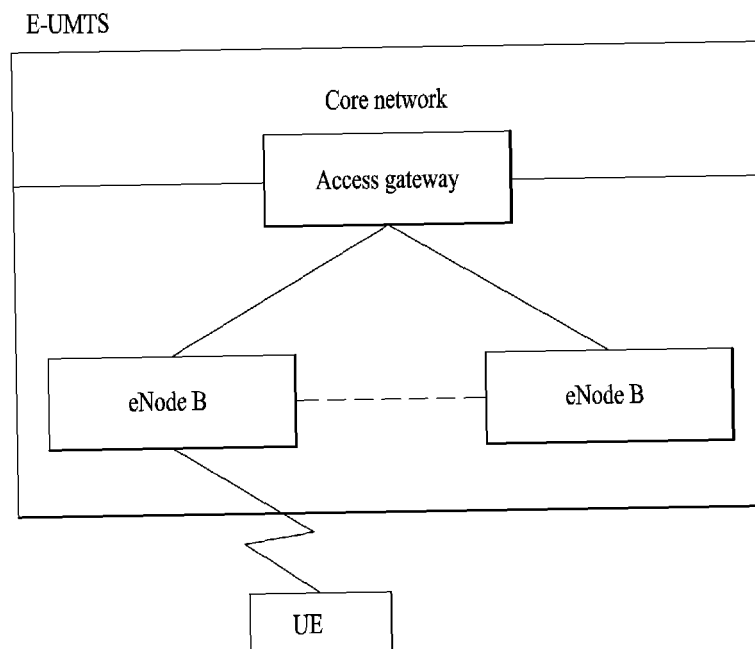 E-UMTS
Core network
Access gateway
eNode B
eNode B
UE